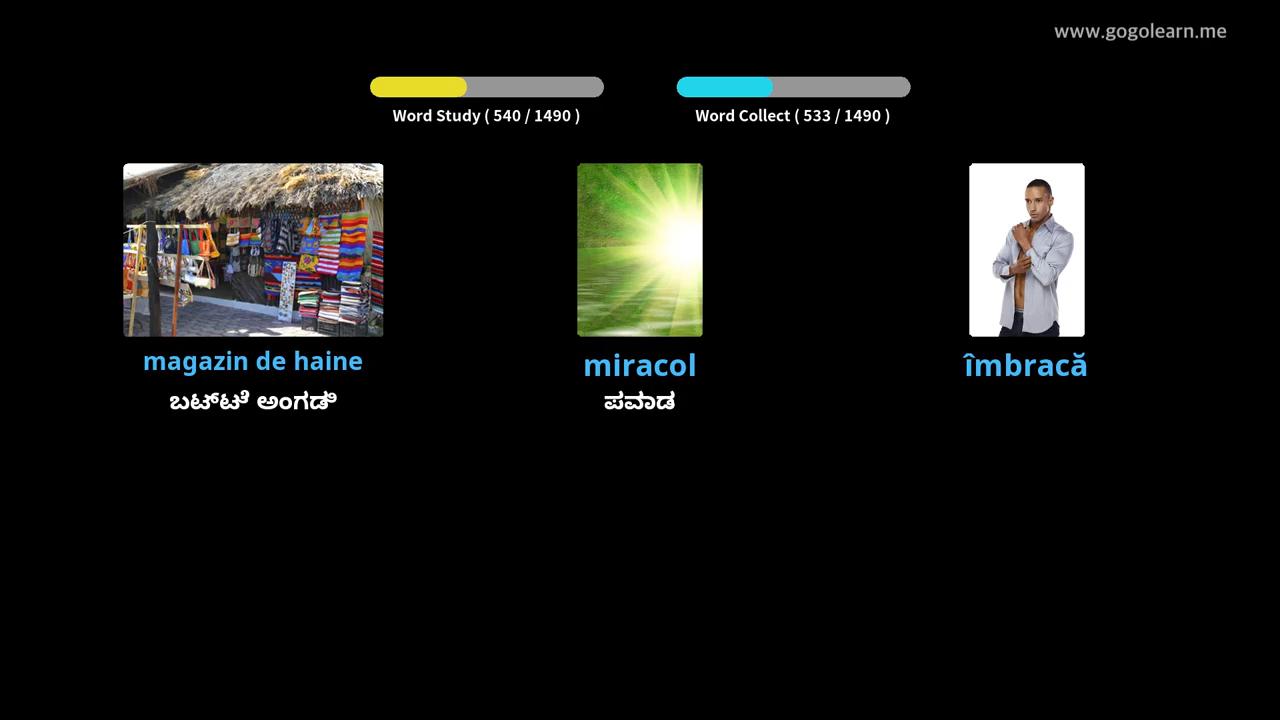 www.gogolearn.me
Word Study ( 540 / 1490 )
Word Collect ( 533 / 1490 )
magazin de haine
miracol
îmbracă
ಬಟ್ಟೆ ಅಂಗಡಿ
ಪವಾಡ